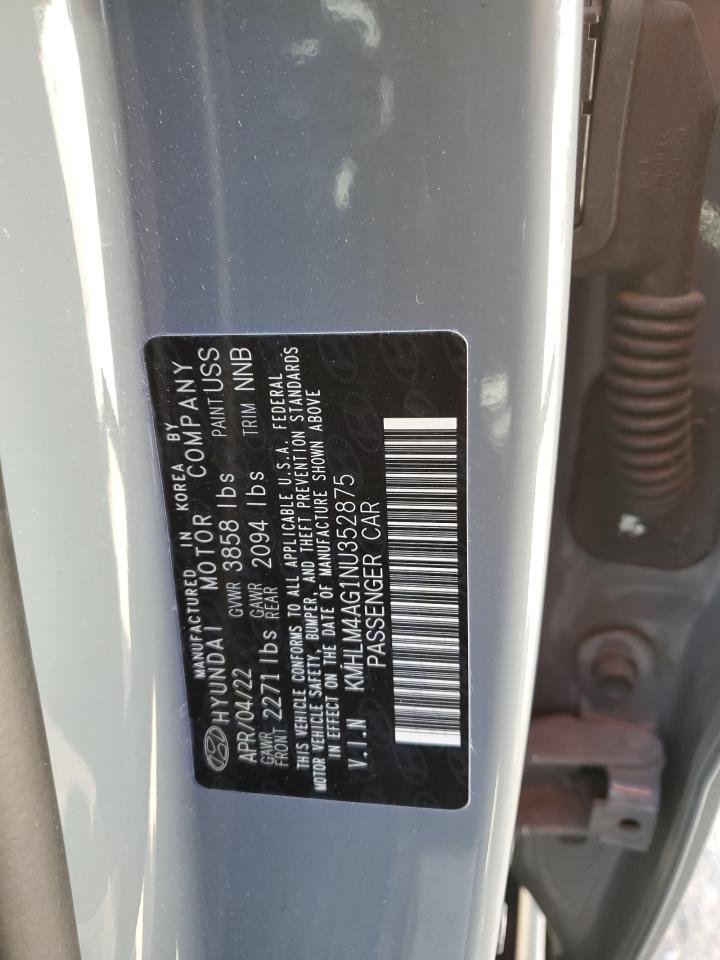 MANUFACTURED IN KOREA BY
HYUNDAI MOTOR COMPANY
APR/04/22 GVWR 3858 lbs PAINT USS
GAWR FRONT 2271 lbs GAWR REAR 2094 lbs TRIM NNB
THIS VEHICLE CONFORMS TO ALL APPLICABLE U.S.A. FEDERAL
MOTOR VEHICLE SAFETY, BUMPER, AND THEFT PREVENTION STANDARDS
IN EFFECT ON THE DATE OF MANUFACTURE SHOWN ABOVE
V.I.N KMHLM4AG1NU352875
PASSENGER CAR